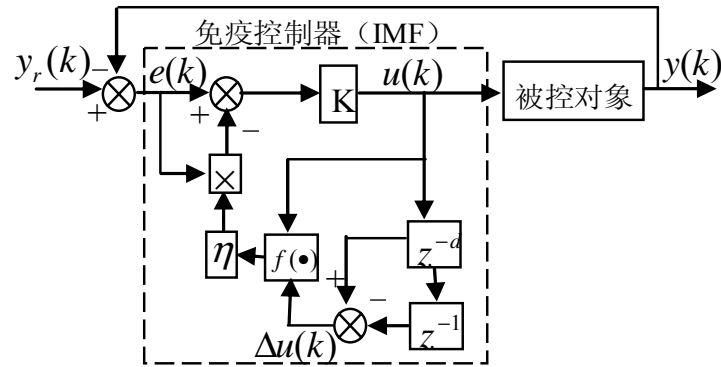 免疫控制器（IMF）
y_r(k)
−
+
e(k)
+
−
K
u(k)
被控对象
y(k)
×
η
f(•)
z^{-d}
+
−
z^{-1}
Δu(k)